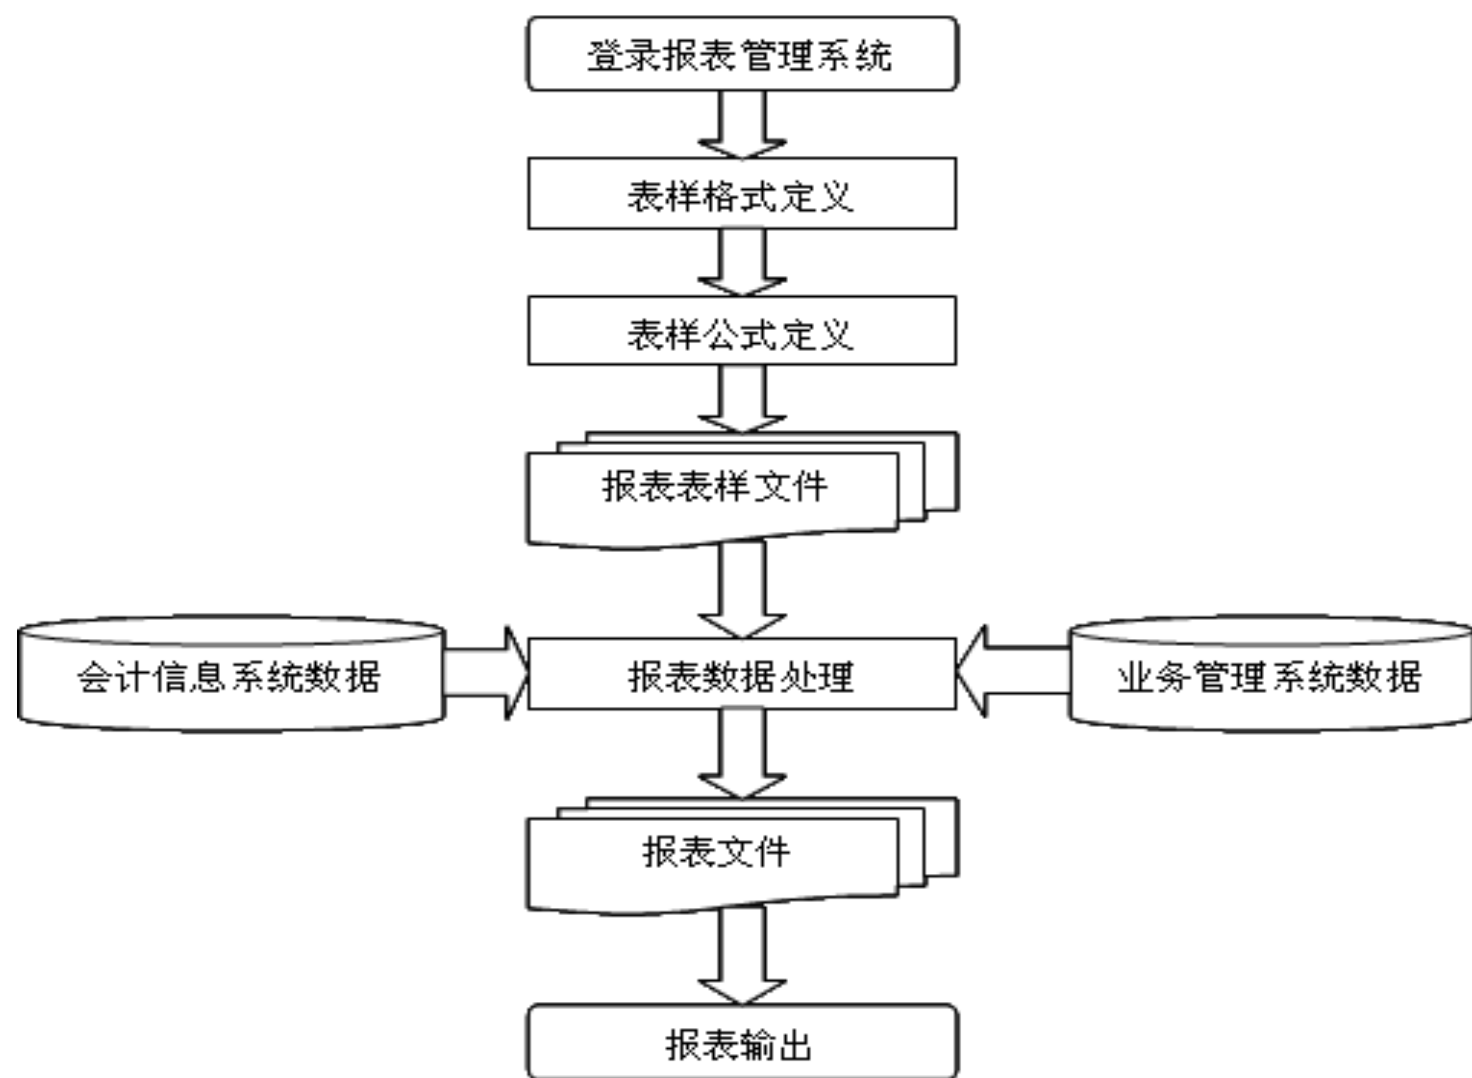 登录报表管理系统
表样格式定义
表样公式定义
报表表样文件
会计信息系统数据
报表数据处理
业务管理系统数据
报表文件
报表输出